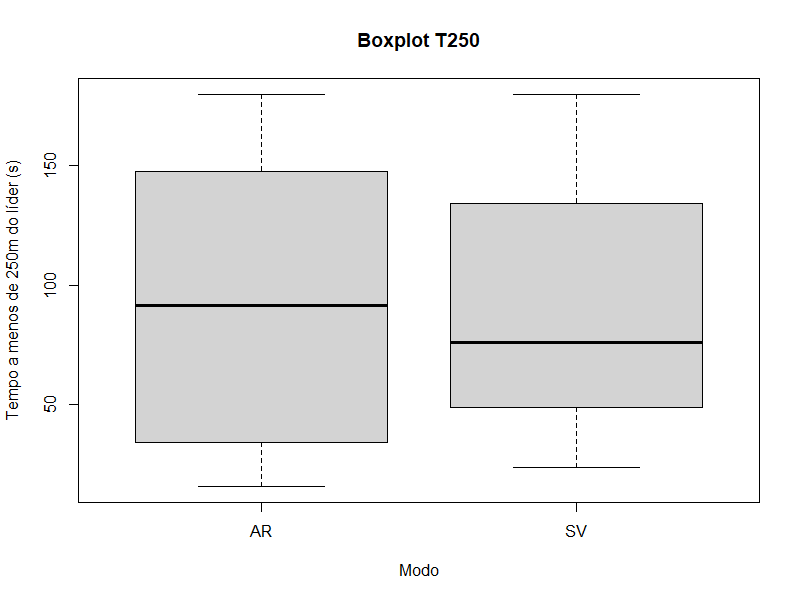 Boxplot T250
Tempo a menos de 250m do líder (s)
150
100
50
AR
SV
Modo